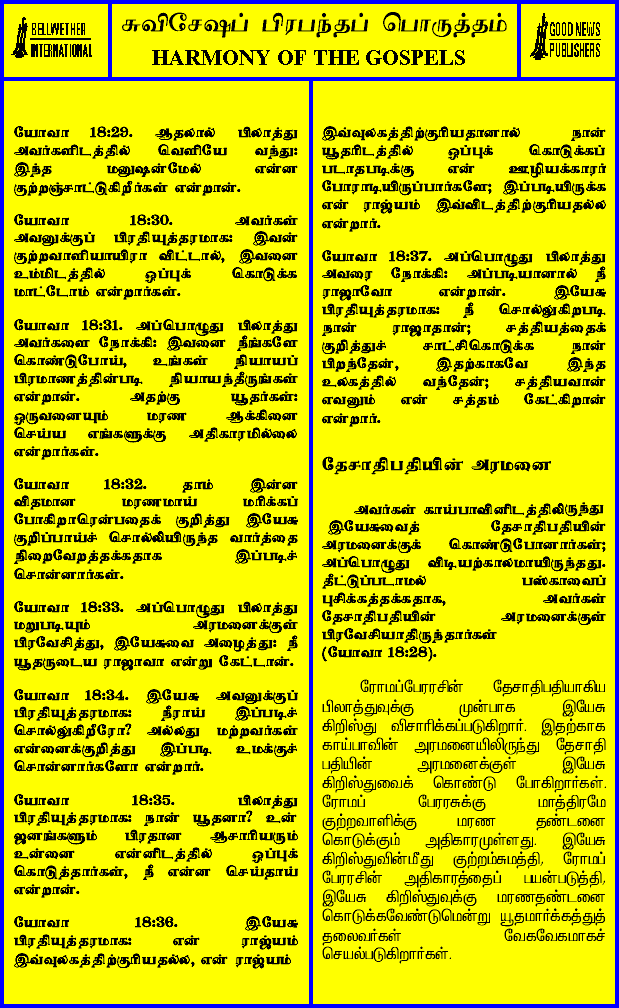 BELLWETHER
INTERNATIONAL
சுவிசேஷப் பிரபந்தப் பொருத்தம்
HARMONY OF THE GOSPELS
GOOD NEWS
PUBLISHERS
யோவா 18:29. ஆதலால் பிலாத்து
அவர்களிடத்தில் வெளியே வந்து:
இந்த மனுஷன்மேல் என்ன
குற்றஞ்சாட்டுகிறீர்கள் என்றான்.
யோவா 18:30. அவர்கள்
அவனுக்குப் பிரதியுத்தரமாக: இவன்
குற்றவாளியாயிரா விட்டால், இவனை
உம்மிடத்தில் ஒப்புக் கொடுக்க
மாட்டோம் என்றார்கள்.
யோவா 18:31. அப்பொழுது பிலாத்து
அவர்களை நோக்கி: இவனை நீங்களே
கொண்டுபோய், உங்கள் நியாயப்
பிரமாணத்தின்படி நியாயந்தீருங்கள்
என்றான். அதற்கு யூதர்கள்:
ஒருவனையும் மரண ஆக்கினை
செய்ய எங்களுக்கு அதிகாரமில்லை
என்றார்கள்.
யோவா 18:32. தாம் இன்ன
விதமான மரணமாய் மரிக்கப்
போகிறாரென்பதைக் குறித்து இயேசு
குறிப்பாய்ச் சொல்லியிருந்த வார்த்தை
நிறைவேறத்தக்கதாக இப்படிச்
சொன்னார்கள்.
யோவா 18:33. அப்பொழுது பிலாத்து
மறுபடியும் அரமனைக்குள்
பிரவேசித்து, இயேசுவை அழைத்து: நீ
யூதருடைய ராஜாவா என்று கேட்டான்.
யோவா 18:34. இயேசு அவனுக்குப்
பிரதியுத்தரமாக: நீராய் இப்படிச்
சொல்லுகிறீரோ? அல்லது மற்றவர்கள்
என்னைக்குறித்து இப்படி உமக்குச்
சொன்னார்களோ என்றார்.
யோவா 18:35. பிலாத்து
பிரதியுத்தரமாக: நான் யூதனா? உன்
ஜனங்களும் பிரதான ஆசாரியரும்
உன்னை என்னிடத்தில் ஒப்புக்
கொடுத்தார்கள், நீ என்ன செய்தாய்
என்றான்.
யோவா 18:36. இயேசு
பிரதியுத்தரமாக: என் ராஜ்யம்
இவ்வுலகத்திற்குரியதல்ல, என் ராஜ்யம்
இவ்வுலகத்திற்குரியதானால் நான்
யூதரிடத்தில் ஒப்புக் கொடுக்கப்
படாதபடிக்கு என் ஊழியக்காரர்
போராடியிருப்பார்களே; இப்படியிருக்க
என் ராஜ்யம் இவ்விடத்திற்குரியதல்ல
என்றார்.
யோவா 18:37. அப்பொழுது பிலாத்து
அவரை நோக்கி: அப்படியானால் நீ
ராஜாவோ என்றான். இயேசு
பிரதியுத்தரமாக: நீ சொல்லுகிறபடி
நான் ராஜாதான்; சத்தியத்தைக்
குறித்துச் சாட்சிகொடுக்க நான்
பிறந்தேன், இதற்காகவே இந்த
உலகத்தில் வந்தேன்; சத்தியவான்
எவனும் என் சத்தம் கேட்கிறான்
என்றார்.
தேசாதிபதியின் அரமனை
அவர்கள் காய்பாவினிடத்திலிருந்து
இயேசுவைத் தேசாதிபதியின்
அரமனைக்குக் கொண்டுபோனார்கள்;
அப்பொழுது விடியற்காலமாயிருந்தது.
தீட்டுப்படாமல் பஸ்காவைப்
புசிக்கத்தக்கதாக, அவர்கள்
தேசாதிபதியின் அரமனைக்குள்
பிரவேசியாதிருந்தார்கள்
(யோவா 18:28).
ரோமப்பேரரசின் தேசாதிபதியாகிய
பிலாத்துவுக்கு முன்பாக இயேசு
கிறிஸ்து விசாரிக்கப்படுகிறார். இதற்காக
காய்பாவின் அரமனையிலிருந்து தேசாதி
பதியின் அரமனைக்குள் இயேசு
கிறிஸ்துவைக் கொண்டு போகிறார்கள்.
ரோமப் பேரரசுக்கு மாத்திரமே
குற்றவாளிக்கு மரண தண்டனை
கொடுக்கும் அதிகாரமுள்ளது. இயேசு
கிறிஸ்துவின்மீது குற்றம்சுமத்தி, ரோமப்
பேரரசின் அதிகாரத்தைப் பயன்படுத்தி,
இயேசு கிறிஸ்துவுக்கு மரணதண்டனை
கொடுக்கவேண்டுமென்று யூதமார்க்கத்துத்
தலைவர்கள் வேகவேகமாகச்
செயல்படுகிறார்கள்.